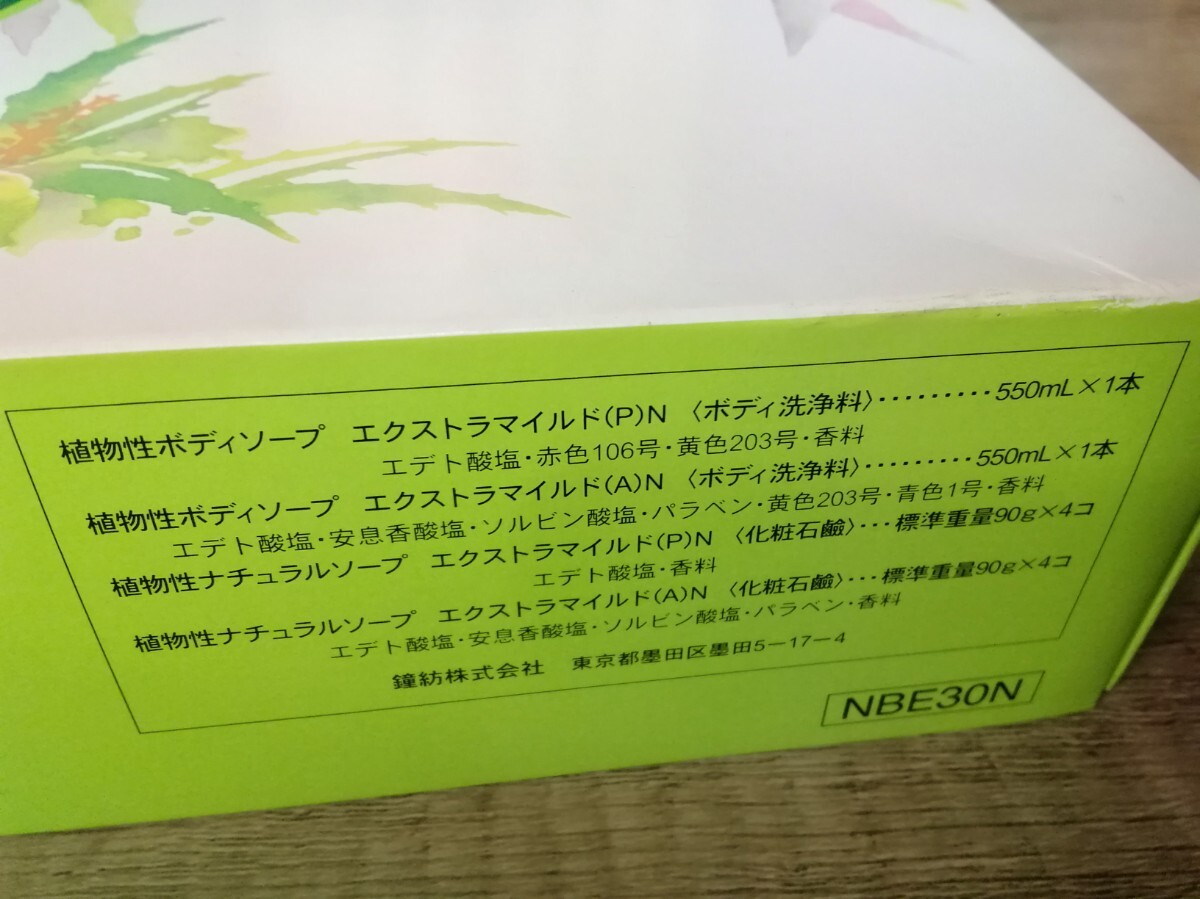 植物性ボディソープ エクストラマイルド(P)N 〈ボディ洗浄料〉・・・・・・・・・550mL×1本
エデト酸塩・赤色106号・黄色203号・香料
植物性ボディソープ エクストラマイルド(A)N 〈ボディ洗浄料〉・・・・・・・・・550mL×1本
エデト酸塩・安息香酸塩・ソルビン酸塩・パラベン・黄色203号・青色1号・香料
植物性ナチュラルソープ エクストラマイルド(P)N 〈化粧石鹸〉・・・標準重量90g×4コ
エデト酸塩・香料
植物性ナチュラルソープ エクストラマイルド(A)N 〈化粧石鹸〉・・・標準重量90g×4コ
エデト酸塩・安息香酸塩・ソルビン酸塩・パラベン・香料
鐘紡株式会社 東京都墨田区墨田5−17−4
NBE30N